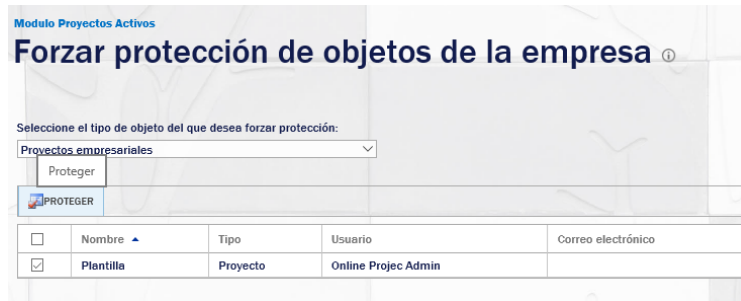 Modulo Proyectos Activos
Forzar protección de objetos de la empresa
Seleccione el tipo de objeto del que desea forzar protección:
Proyectos empresariales
Proteger
PROTEGER
Nombre Tipo Usuario Correo electrónico
Plantilla Proyecto Online Projec Admin